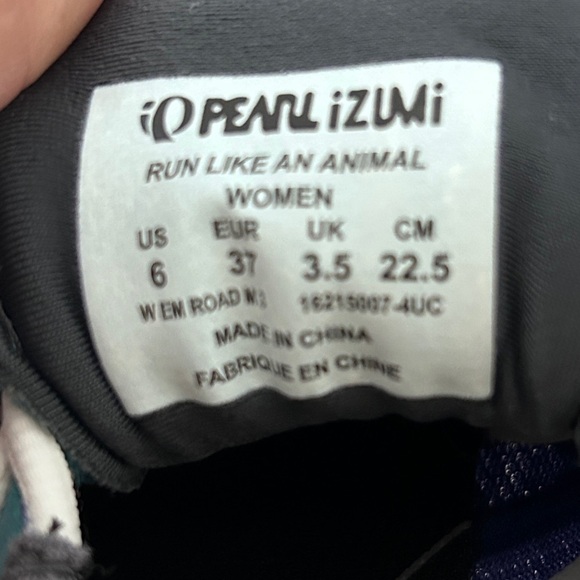 PEARL iZUMi
RUN LIKE AN ANIMAL
WOMEN
US EUR UK CM
6 37 3.5 22.5
W EM ROAD 16215007-4UC
MADE IN CHINA
FABRIQUE EN CHINE